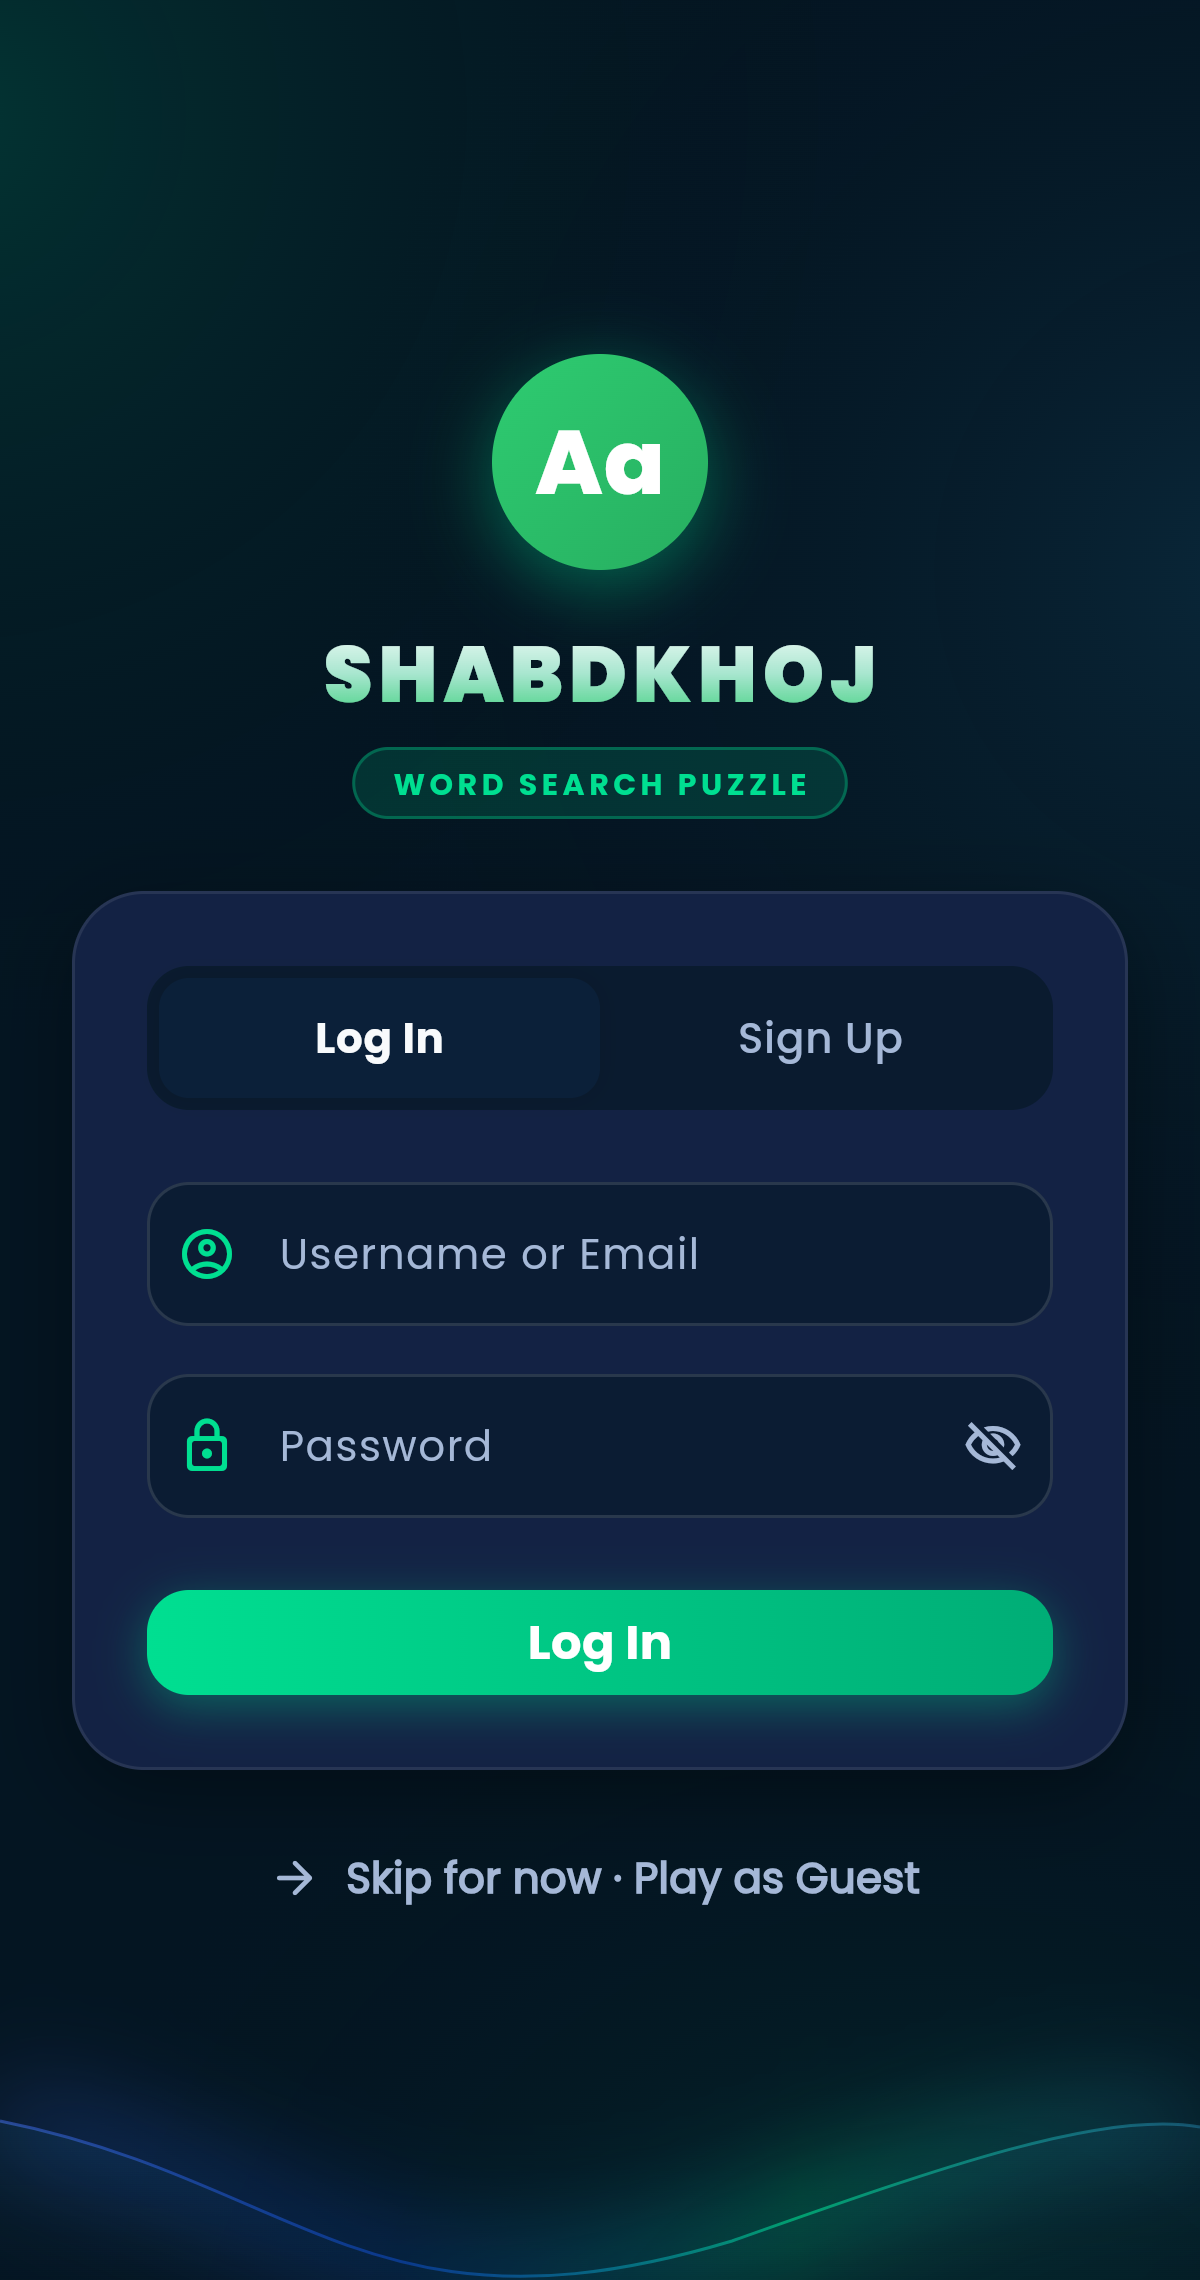 Aa
SHABDKHOJ
WORD SEARCH PUZZLE
Log In
Sign Up
Username or Email
Password
Log In
Skip for now · Play as Guest